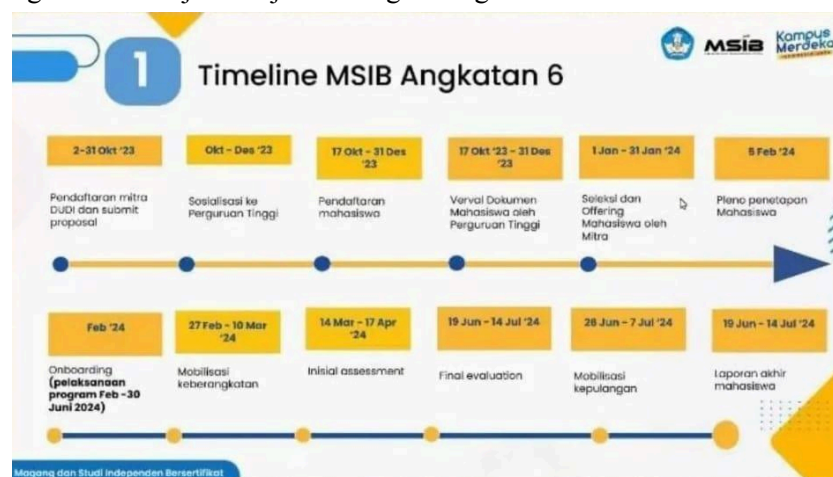 MSIB
Kampus
Merdeka
1
Timeline MSIB Angkatan 6
2-31 Okt '23
Okt - Des '23
17 Okt - 31 Des
'23
17 Okt '23 - 31 Des
'23
1 Jan - 31 Jan '24
5 Feb '24
Pendaftaran mitra
DUDI dan submit
proposal
Sosialisasi ke
Perguruan Tinggi
Pendaftaran
mahasiswa
Verval Dokumen
Mahasiswa oleh
Perguruan Tinggi
Seleksi dan
Offering
Mahasiswa oleh
Mitra
Pleno penetapan
Mahasiswa
Feb '24
27 Feb - 10 Mar
'24
14 Mar - 17 Apr
'24
19 Jun - 14 Jul '24
28 Jun - 7 Jul '24
19 Jun - 14 Jul '24
Onboarding
(pelaksanaan
program Feb -30
Juni 2024)
Mobilisasi
keberangkatan
Inisial assessment
Final evaluation
Mobilisasi
kepulangan
Laporan akhir
mahasiswa
Magang dan Studi Independen Bersertifikat